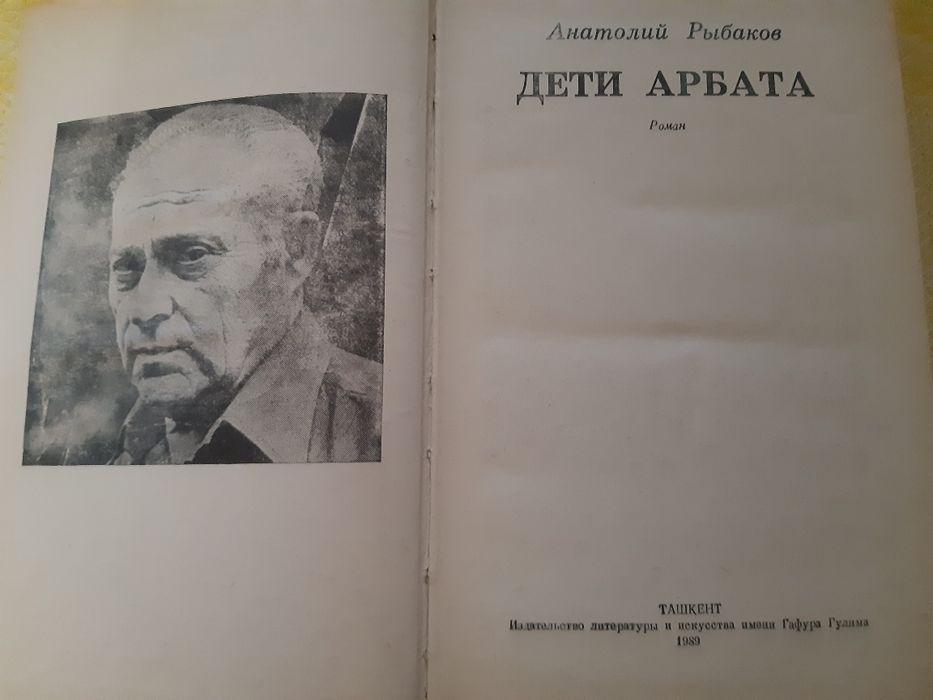 Анатолий Рыбаков
ДЕТИ АРБАТА
Роман
ТАШКЕНТ
Издательство литературы и искусства имени Гафура Гуляма
1989